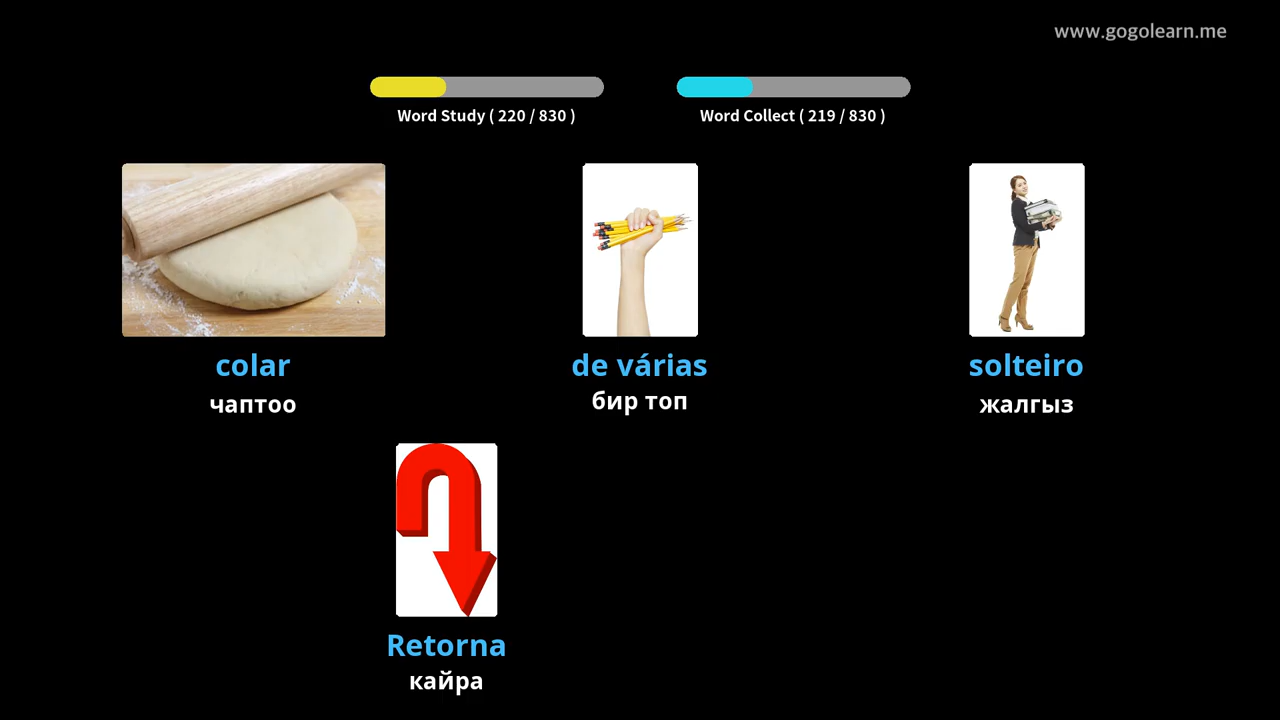 www.gogolearn.me
Word Study ( 220 / 830 )
Word Collect ( 219 / 830 )
colar
чаптоо
de várias
бир топ
solteiro
жалгыз
Retorna
кайра